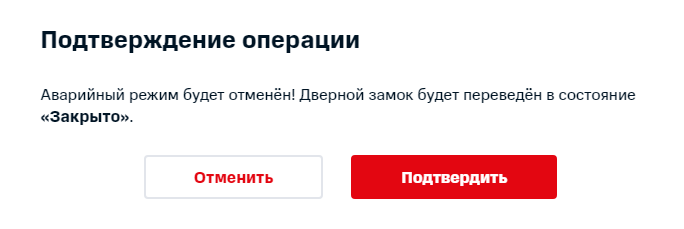 Подтверждение операции
Аварийный режим будет отменён! Дверной замок будет переведён в состояние
«Закрыто».
Отменить Подтвердить